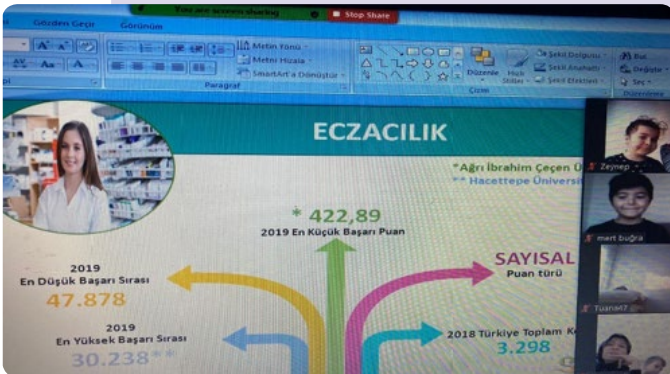 You are screen sharing
Stop Share
Gözden Geçir Görünüm
Metin Yönü
Metni Hizala
SmartArt'a Dönüştür
Paragraf
Düzenle
Hızlı
Stiller
Şekil Dolgusu
Şekil Anahattı
Şekil Efektleri
Çizim
Bul
Değiştir
Seç
Düzenleme
ECZACILIK
*Ağrı İbrahim Çeçen Ü
** Hacettepe Üniversi
Zeynep
* 422,89
2019 En Küçük Başarı Puan
mert buğra
2019
En Düşük Başarı Sırası
47.878
SAYISAL
Puan türü
2019
En Yüksek Başarı Sırası
30.238**
2018 Türkiye Toplam
3.298